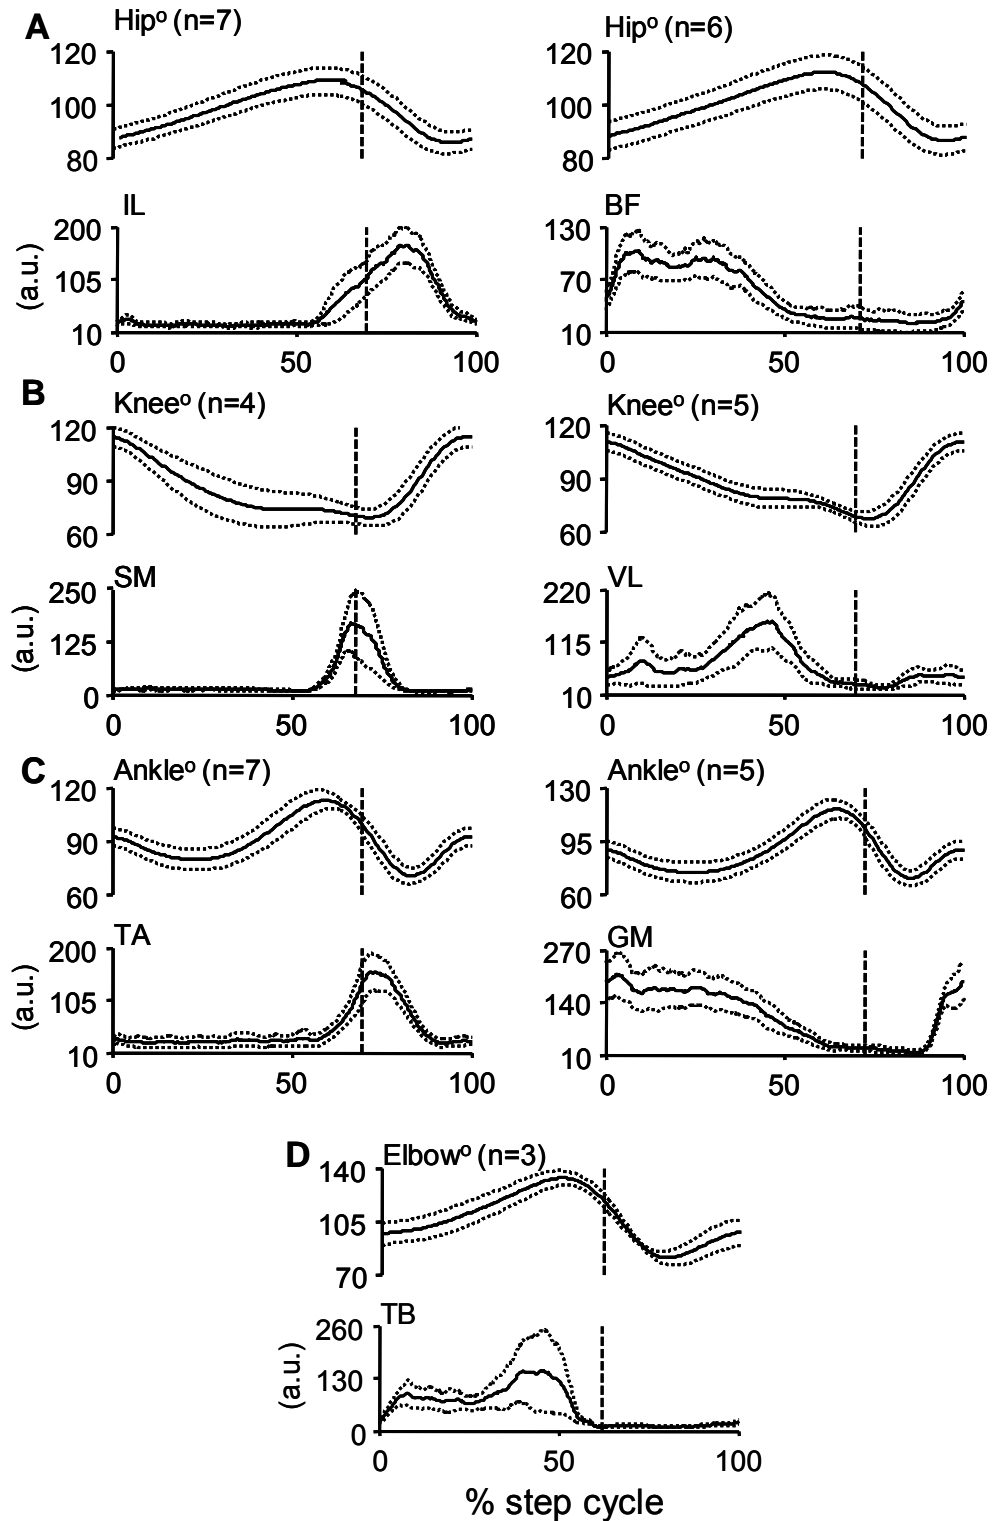 A
Hipº (n=7)
Hipº (n=6)
120
100
80
120
100
80
IL
BF
(a.u.)
200
105
10
130
70
10
0
50
100
0
50
100
B
Kneeº (n=4)
Kneeº (n=5)
120
90
60
120
90
60
SM
VL
(a.u.)
250
125
0
220
115
10
0
50
100
0
50
100
C
Ankleº (n=7)
Ankleº (n=5)
120
90
60
130
95
60
TA
GM
(a.u.)
200
105
10
270
140
10
0
50
100
0
50
100
D
Elbowº (n=3)
140
105
70
TB
(a.u.)
260
130
0
0
50
100
% step cycle